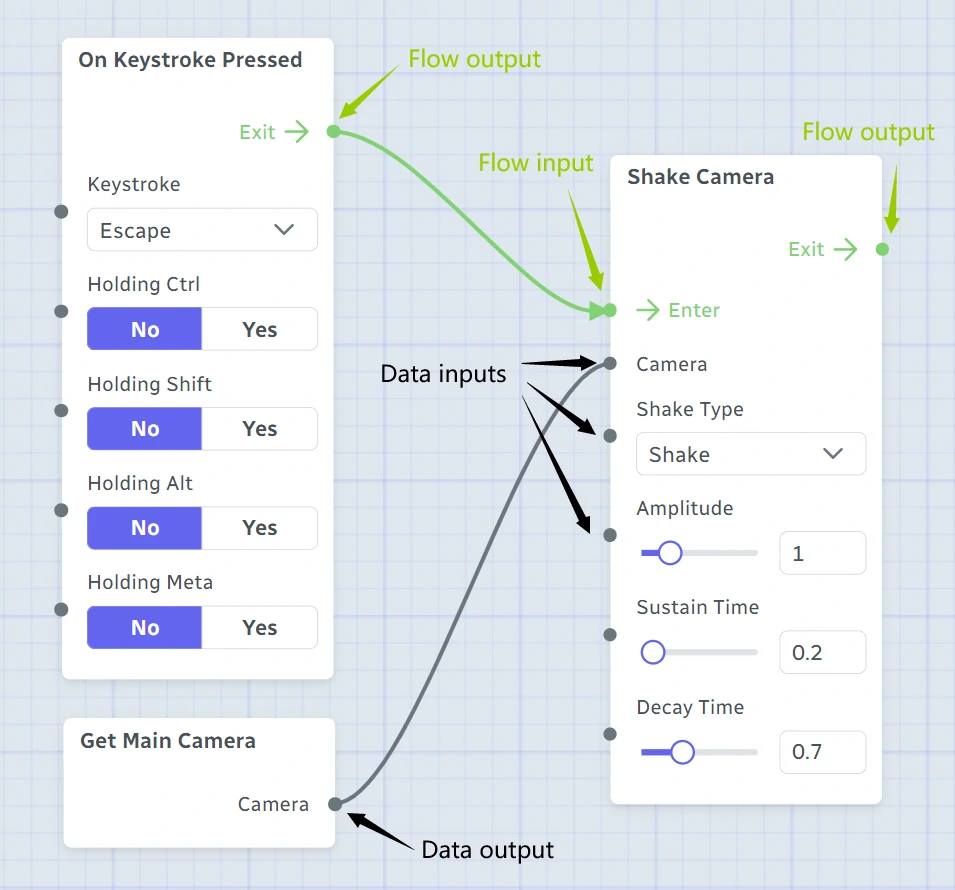 On Keystroke Pressed
Flow output
Exit
Keystroke
Escape
Holding Ctrl
No Yes
Holding Shift
No Yes
Holding Alt
No Yes
Holding Meta
No Yes
Get Main Camera
Camera
Data output
Flow input
Data inputs
Flow output
Shake Camera
Exit
Enter
Camera
Shake Type
Shake
Amplitude
1
Sustain Time
0.2
Decay Time
0.7